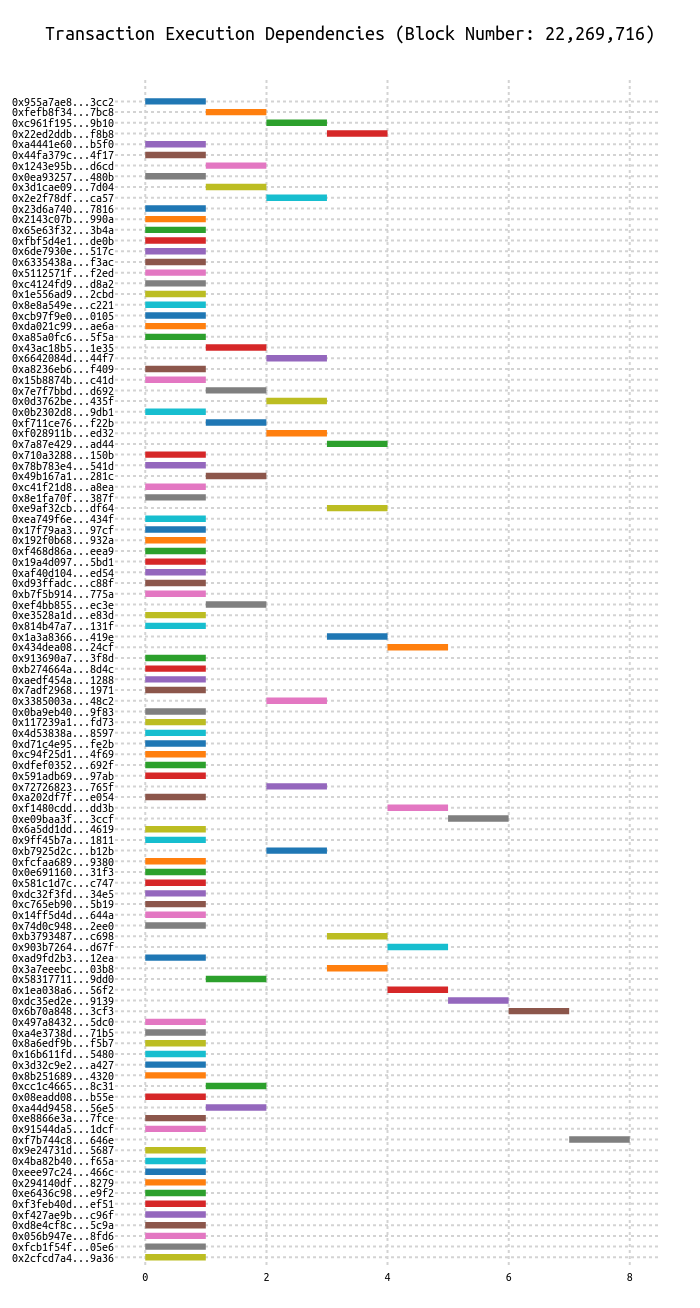 Transaction Execution Dependencies (Block Number: 22,269,716)
0x955a7ae8...3cc2
0xfefb8f34...7bc8
0xc961f195...9b10
0x22ed2ddb...f8b8
0xa4441e60...b5f0
0x44fa379c...4f17
0x1243e95b...d6cd
0x0ea93257...480b
0x3d1cae09...7d04
0x2e2f78df...ca57
0x23d6a740...7816
0x2143c07b...990a
0x65e63f32...3b4a
0xfbf5d4e1...de0b
0x6de7930e...517c
0x6335438a...f3ac
0x5112571f...f2ed
0xc4124fd9...d8a2
0x1e556ad9...2cbd
0x8e8a549e...c221
0xcb97f9e0...0105
0xda021c99...ae6a
0xa85a0fc6...5f5a
0x43ac18b5...1e35
0x6642084d...44f7
0xa8236eb6...f409
0x15b8874b...c41d
0x7e7f7bbd...d692
0x0d3762be...435f
0x0b2302d8...9db1
0xf711ce76...f22b
0xf028911b...ed32
0x7a87e429...ad44
0x710a3288...150b
0x78b783e4...541d
0x49b167a1...281c
0xc41f21d8...a8ea
0x8e1fa70f...387f
0xe9af32cb...df64
0xea749f6e...434f
0x17f79aa3...97cf
0x192f0b68...932a
0xf468d86a...eea9
0x19a4d097...5bd1
0xaf40d104...ed54
0xd93ffadc...c88f
0xb7f5b914...775a
0xef4bb855...ec3e
0xe3528a1d...e83d
0x814b47a7...131f
0x1a3a8366...419e
0x434dea08...24cf
0x913690a7...3f8d
0xb274664a...8d4c
0xaedf454a...1288
0x7adf2968...1971
0x3385003a...48c2
0x0ba9eb40...9f83
0x117239a1...fd73
0x4d53838a...8597
0xd71c4e95...fe2b
0xc94f25d1...4f69
0xdfef0352...692f
0x591adb69...97ab
0x72726823...765f
0xa202df7f...e054
0xf1480cdd...dd3b
0xe09baa3f...3ccf
0x6a5dd1dd...4619
0x9ff45b7a...1811
0xb7925d2c...b12b
0xfcfaa689...9380
0x0e691160...31f3
0x581c1d7c...c747
0xdc32f3fd...34e5
0xc765eb90...5b19
0x14ff5d4d...644a
0x74d0c948...2ee0
0xb3793487...c698
0x903b7264...d67f
0xad9fd2b3...12ea
0x3a7eeebc...03b8
0x58317711...9dd0
0x1ea038a6...56f2
0xdc35ed2e...9139
0x6b70a848...3cf3
0x497a8432...5dc0
0xa4e3738d...71b5
0x8a6edf9b...f5b7
0x16b611fd...5480
0x3d32c9e2...a427
0x8b251689...4320
0xcc1c4665...8c31
0x08eadd08...b55e
0xa44d9458...56e5
0xe8866e3a...7fce
0x91544da5...1dcf
0xf7b744c8...646e
0x9e24731d...5687
0x4ba82b40...f65a
0xeee97c24...466c
0x294140df...8279
0xe6436c98...e9f2
0xf3feb40d...ef51
0xf427ae9b...c96f
0xd8e4cf8c...5c9a
0x056b947e...8fd6
0xfcb1f54f...05e6
0x2cfcd7a4...9a36
0 2 4 6 8